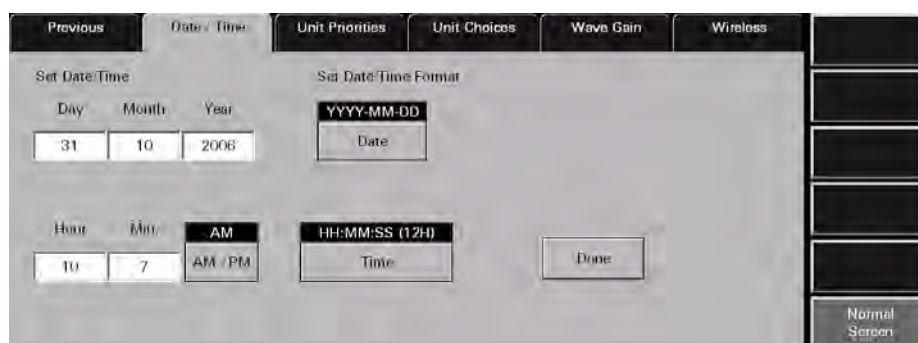 Previous
Date / Time
Unit Priorities
Unit Choices
Wave Gain
Wireless
Set Date/Time
Set Date/Time Format
Day
Month
Year
YYYY-MM-DD
31
10
2006
Date
Hour
Min.
AM
HH:MM:SS (12H)
10
7
AM / PM
Time
Done
Normal
Screen